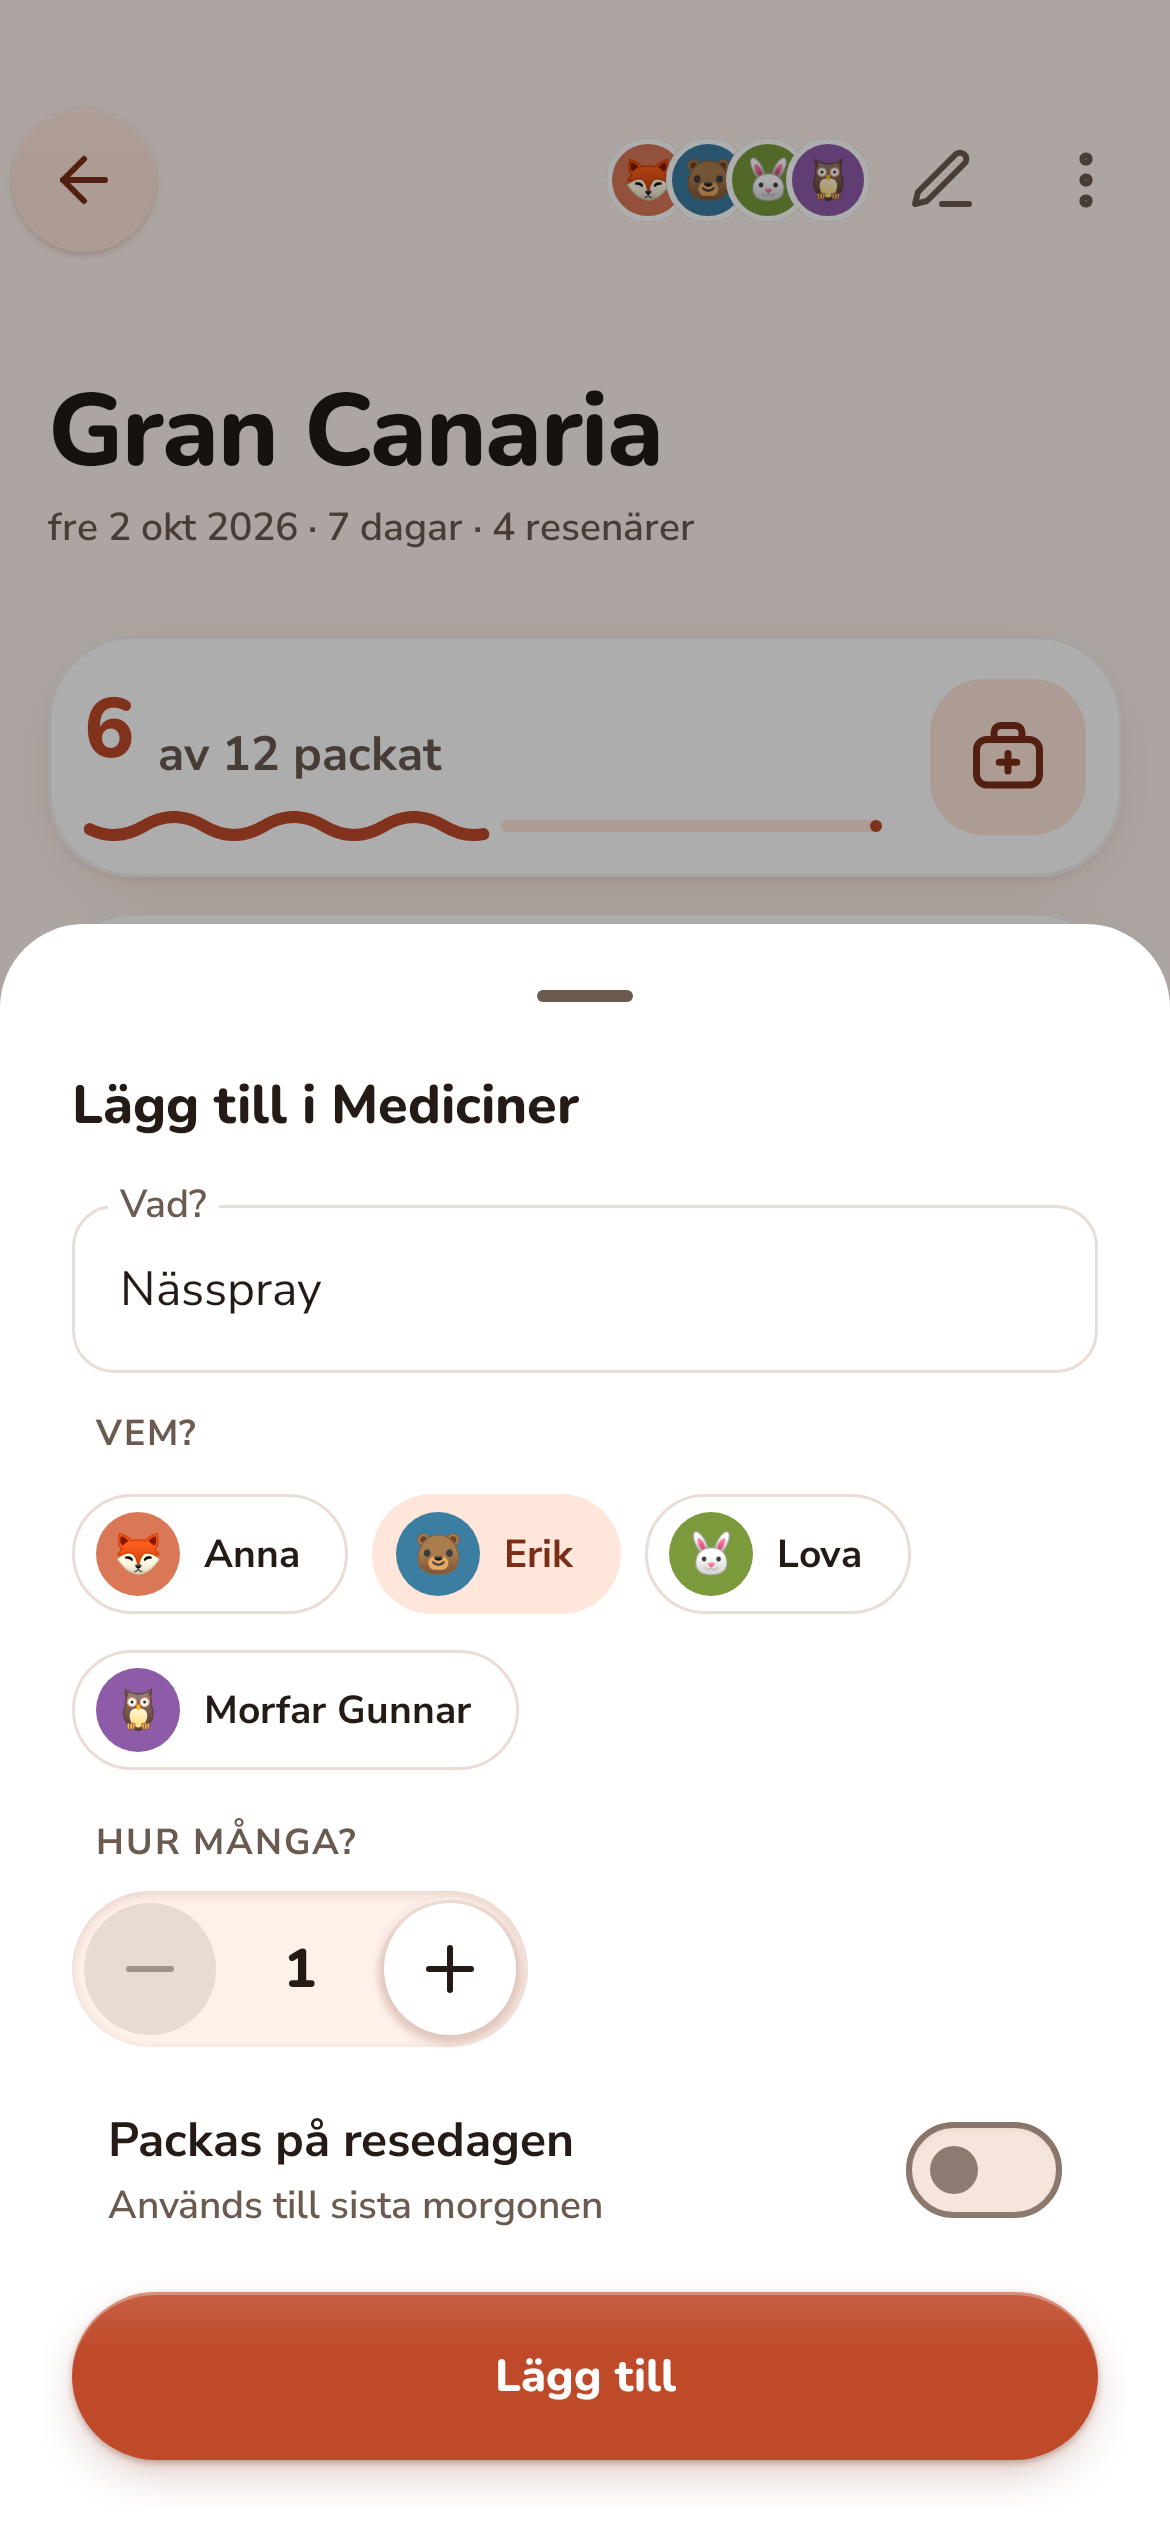 Gran Canaria
fre 2 okt 2026 · 7 dagar · 4 resenärer
6 av 12 packat
Lägg till i Mediciner
Vad?
Nässpray
VEM?
Anna
Erik
Lova
Morfar Gunnar
HUR MÅNGA?
1
Packas på resedagen
Används till sista morgonen
Lägg till